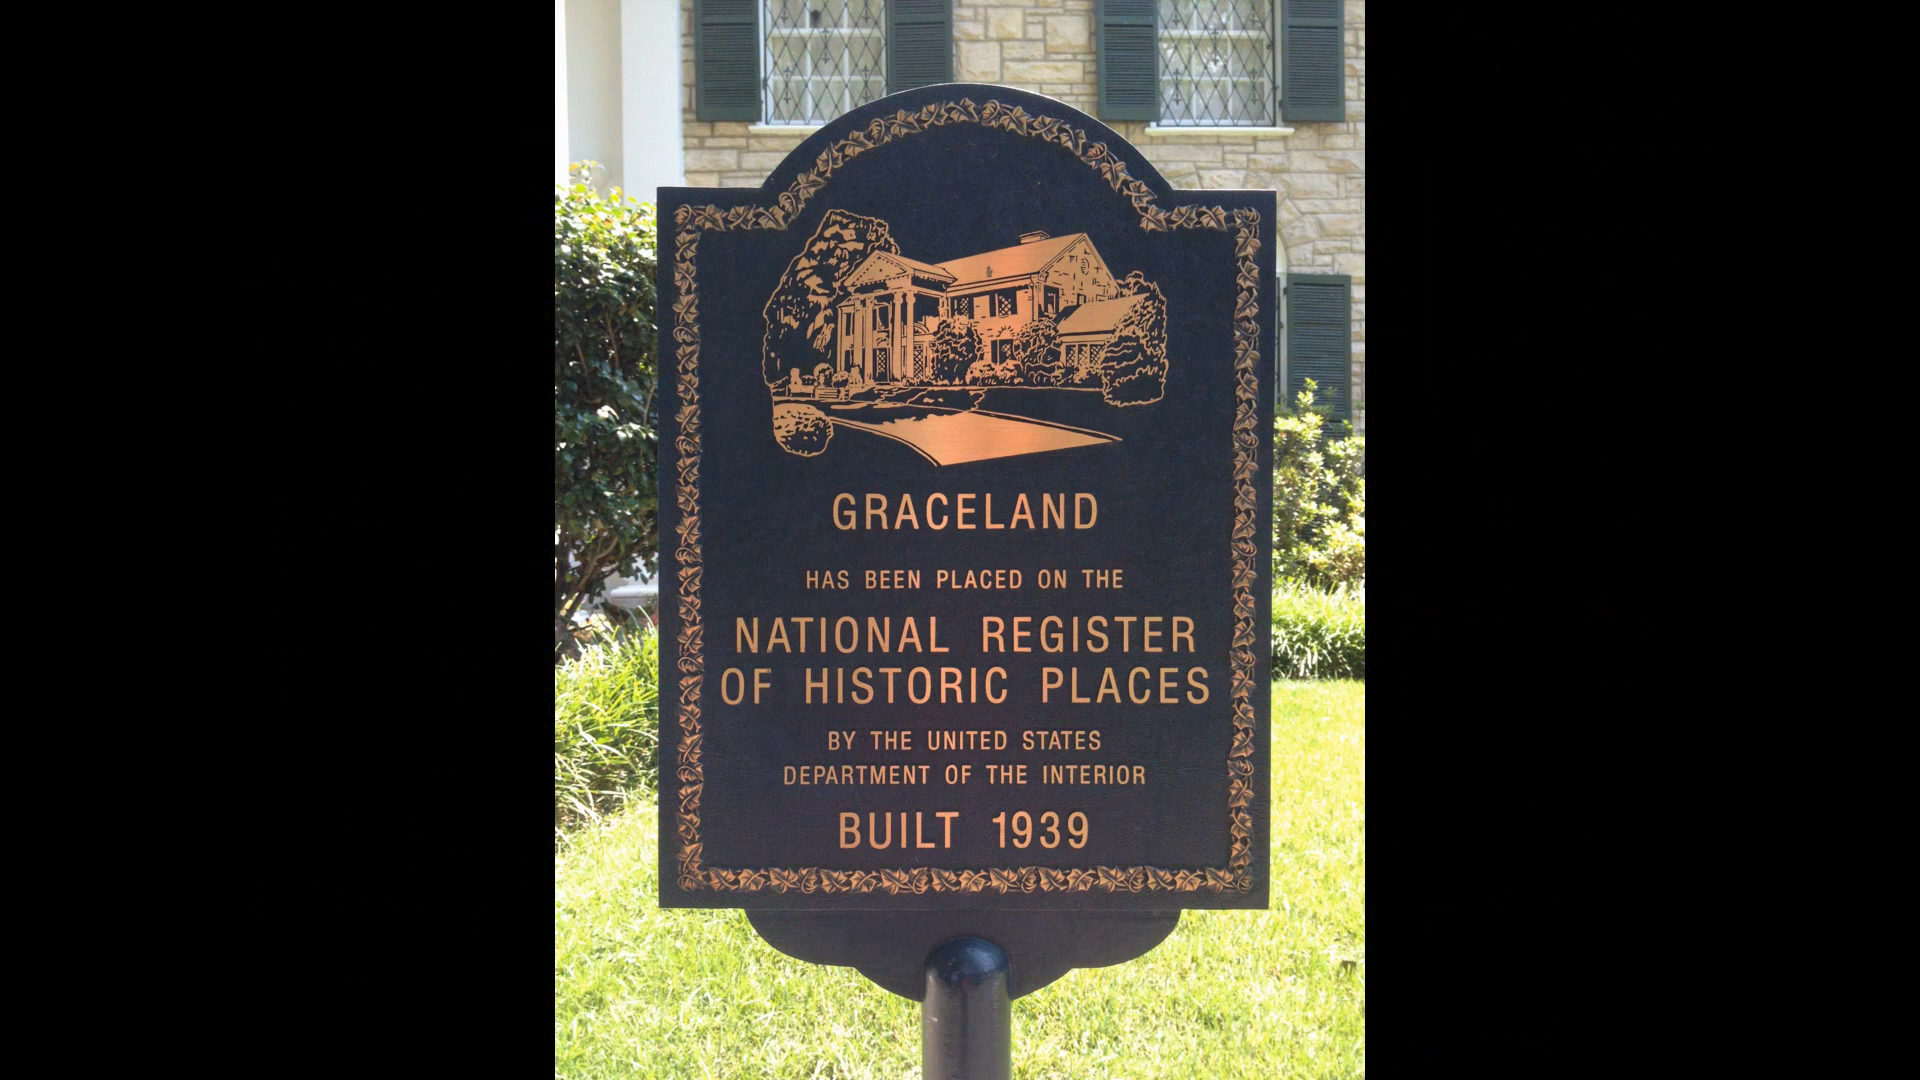 GRACELAND
HAS BEEN PLACED ON THE
NATIONAL REGISTER
OF HISTORIC PLACES
BY THE UNITED STATES
DEPARTMENT OF THE INTERIOR
BUILT 1939